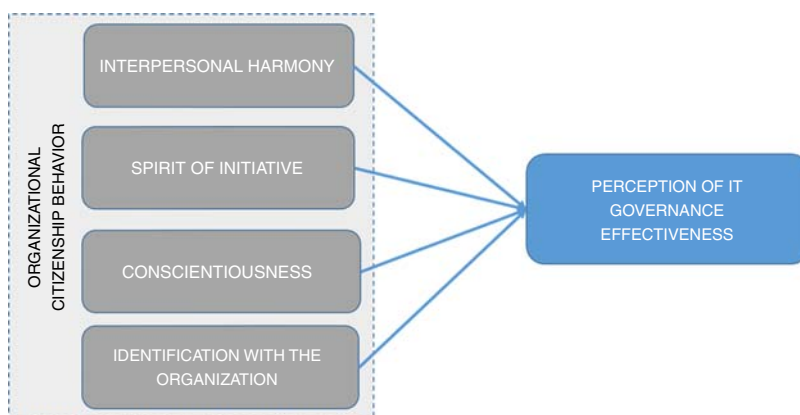 ORGANIZATIONAL
CITIZENSHIP BEHAVIOR
INTERPERSONAL HARMONY
SPIRIT OF INITIATIVE
CONSCIENTIOUSNESS
IDENTIFICATION WITH THE
ORGANIZATION
PERCEPTION OF IT
GOVERNANCE
EFFECTIVENESS